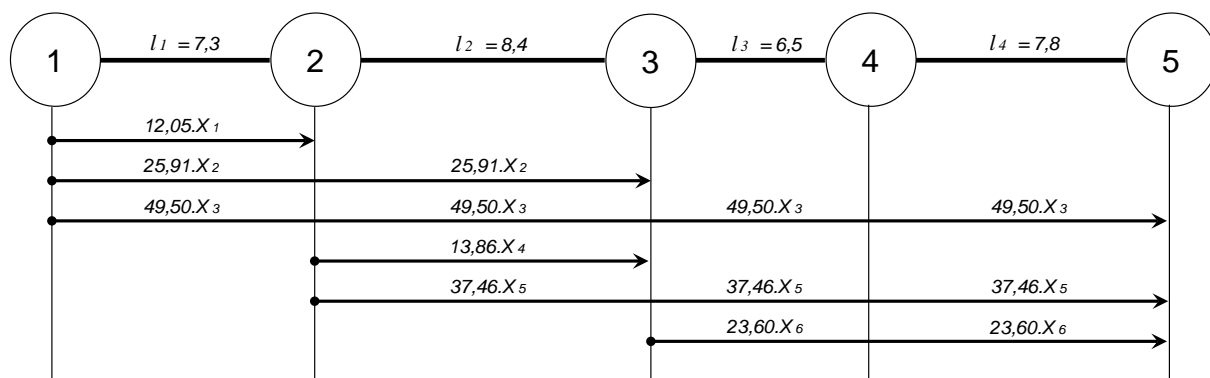 l1 = 7,3 l2 = 8,4 l3 = 6,5 l4 = 7,8
1 2 3 4 5
12,05.X1
25,91.X2 25,91.X2
49,50.X3 49,50.X3 49,50.X3 49,50.X3
13,86.X4
37,46.X5 37,46.X5 37,46.X5
23,60.X6 23,60.X6